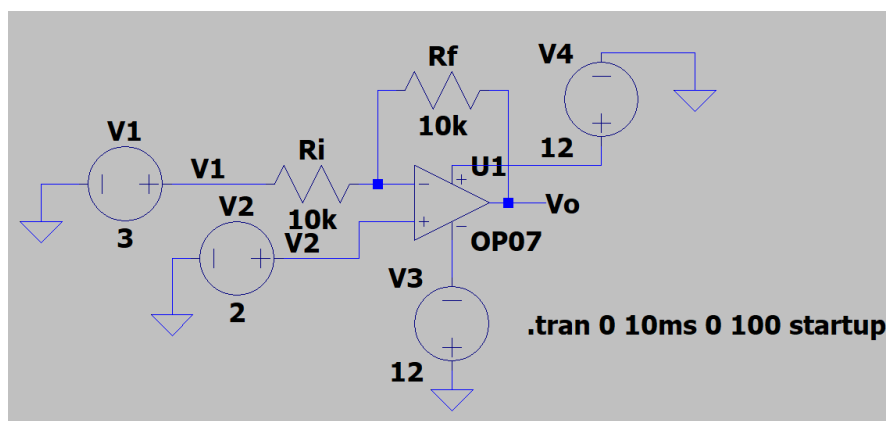 Rf
V4
10k
V1
V1
Ri
U1
12
10k
V2
V2
Vo
3
OP07
V3
2
12
.tran 0 10ms 0 100 startup